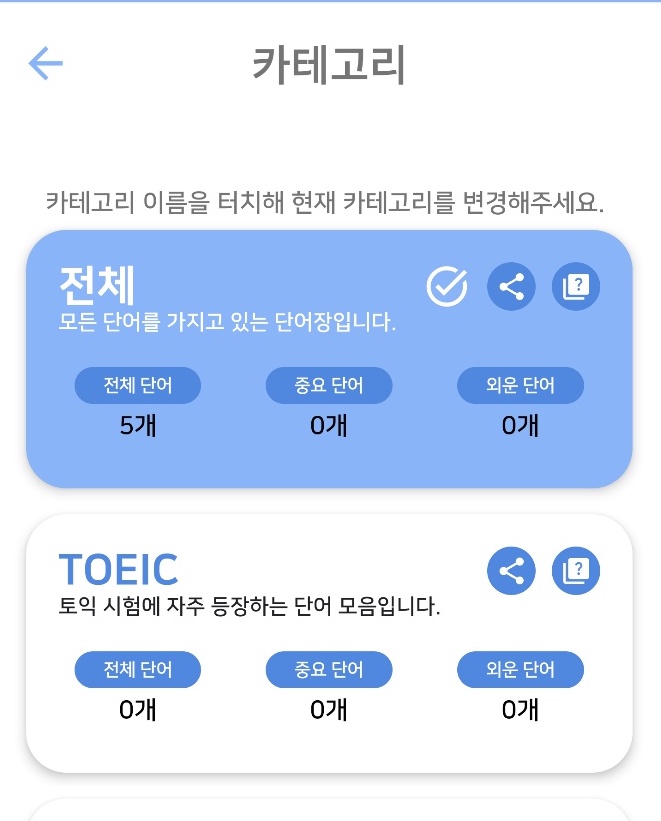 카테고리
카테고리 이름을 터치해 현재 카테고리를 변경해주세요.
전체
모든 단어를 가지고 있는 단어장입니다.
전체 단어 중요 단어 외운 단어
5개 0개 0개
TOEIC
토익 시험에 자주 등장하는 단어 모음입니다.
전체 단어 중요 단어 외운 단어
0개 0개 0개